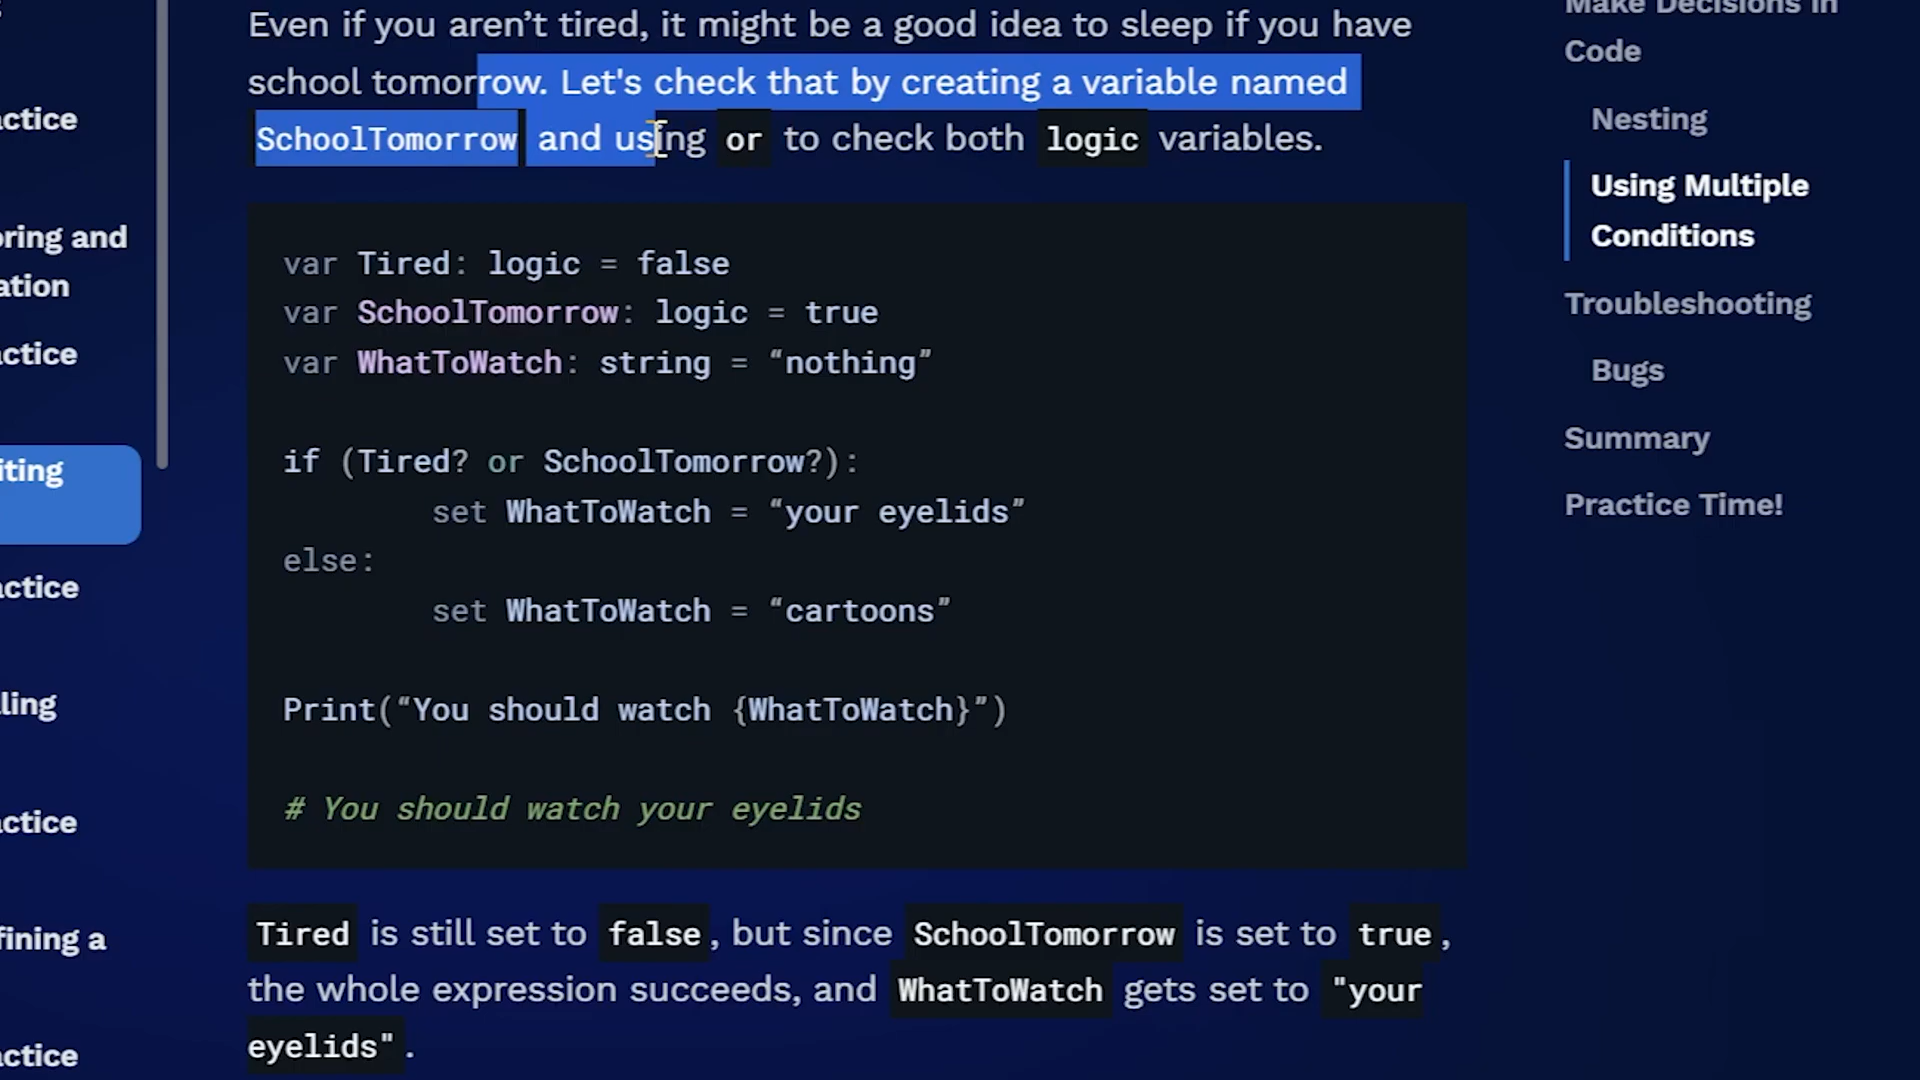 Even if you aren’t tired, it might be a good idea to sleep if you have
school tomorrow. Let's check that by creating a variable named
SchoolTomorrow and using or to check both logic variables.
var Tired: logic = false
var SchoolTomorrow: logic = true
var WhatToWatch: string = “nothing”
if (Tired? or SchoolTomorrow?):
set WhatToWatch = “your eyelids”
else:
set WhatToWatch = “cartoons”
Print(“You should watch {WhatToWatch}”)
# You should watch your eyelids
Tired is still set to false, but since SchoolTomorrow is set to true,
the whole expression succeeds, and WhatToWatch gets set to "your
eyelids".
actice
oring and
ation
actice
iting
actice
ling
actice
fining a
actice
Make Decisions in
Code
Nesting
Using Multiple
Conditions
Troubleshooting
Bugs
Summary
Practice Time!